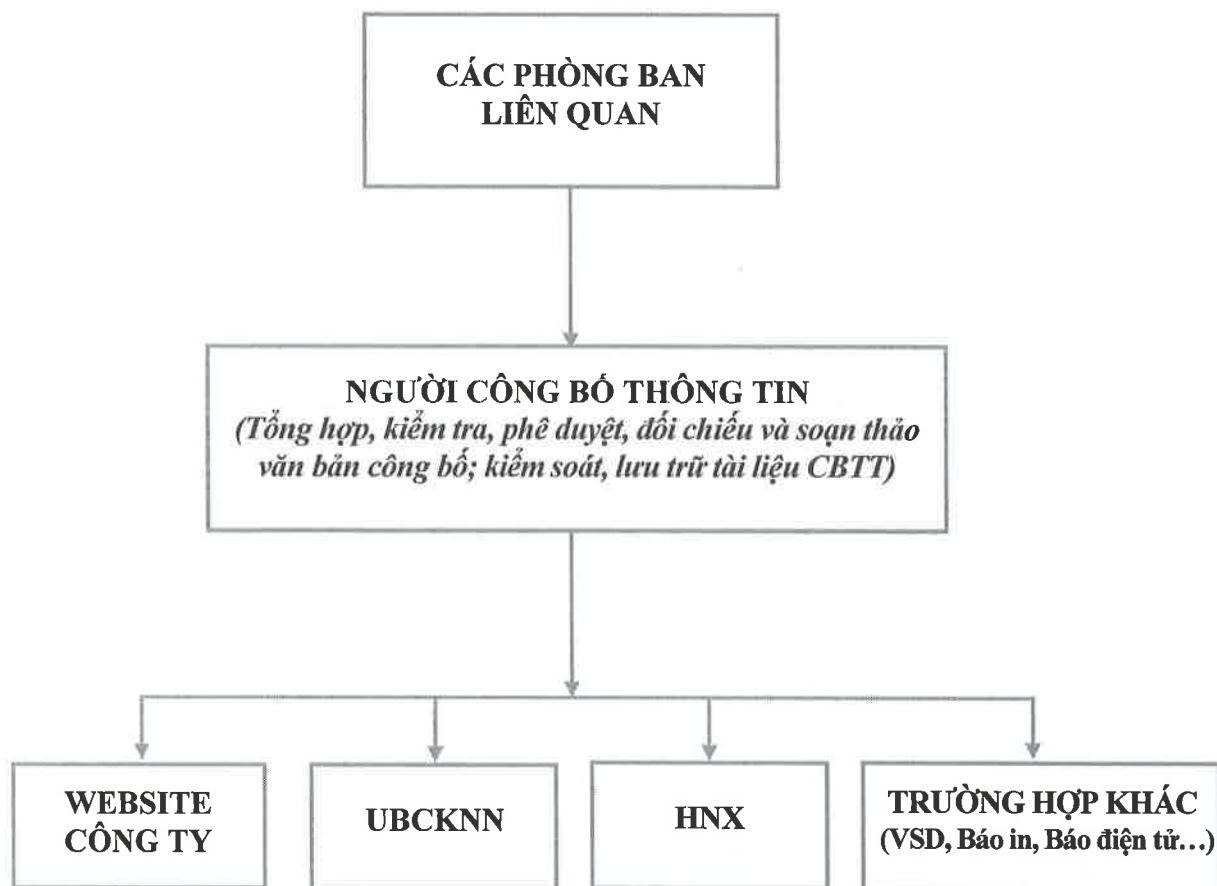 CÁC PHÒNG BAN
LIÊN QUAN
NGƯỜI CÔNG BỐ THÔNG TIN
(Tổng hợp, kiểm tra, phê duyệt, đối chiếu và soạn thảo
văn bản công bố; kiểm soát, lưu trữ tài liệu CBTT)
WEBSITE
CÔNG TY
UBCKNN
HNX
TRƯỜNG HỢP KHÁC
(VSD, Báo in, Báo điện tử...)